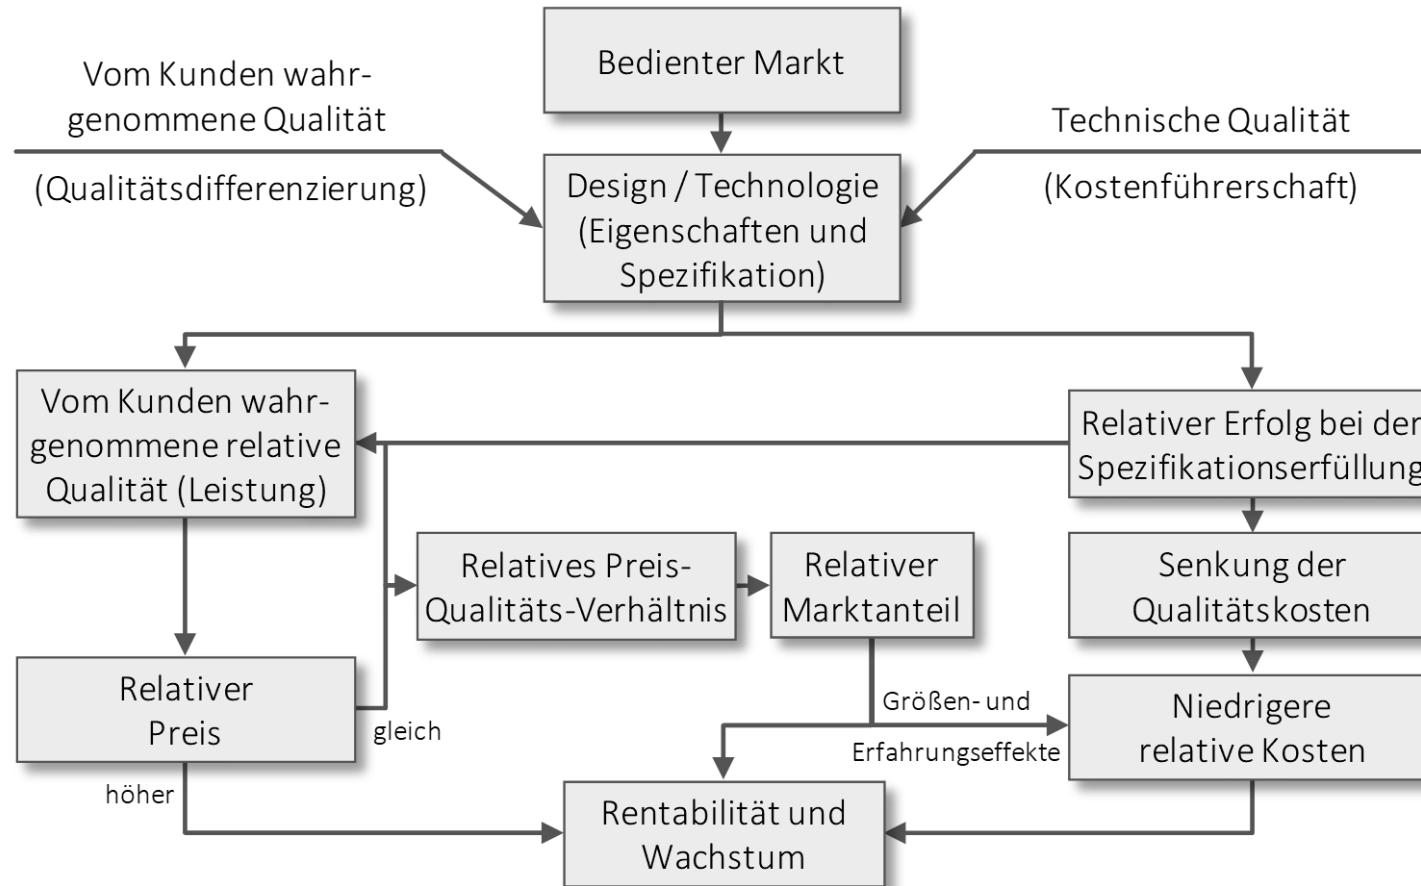 Bedienter Markt
Vom Kunden wahr-
genommene Qualität
(Qualitätsdifferenzierung)
Technische Qualität
(Kostenführerschaft)
Design / Technologie
(Eigenschaften und
Spezifikation)
Vom Kunden wahr-
genommene relative
Qualität (Leistung)
Relativer Erfolg bei der
Spezifikationserfüllung
Relatives Preis-
Qualitäts-Verhältnis
Relativer
Marktanteil
Senkung der
Qualitätskosten
Relativer
Preis
gleich
höher
Größen- und
Erfahrungseffekte
Niedrigere
relative Kosten
Rentabilität und
Wachstum